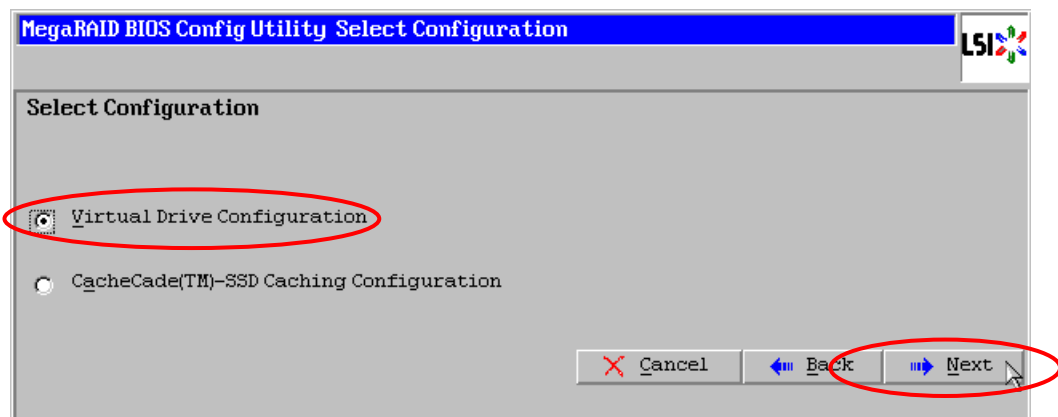 MegaRAID BIOS Config Utility Select Configuration
LSI
Select Configuration
Virtual Drive Configuration
CacheCade(TM)-SSD Caching Configuration
Cancel
Back
Next